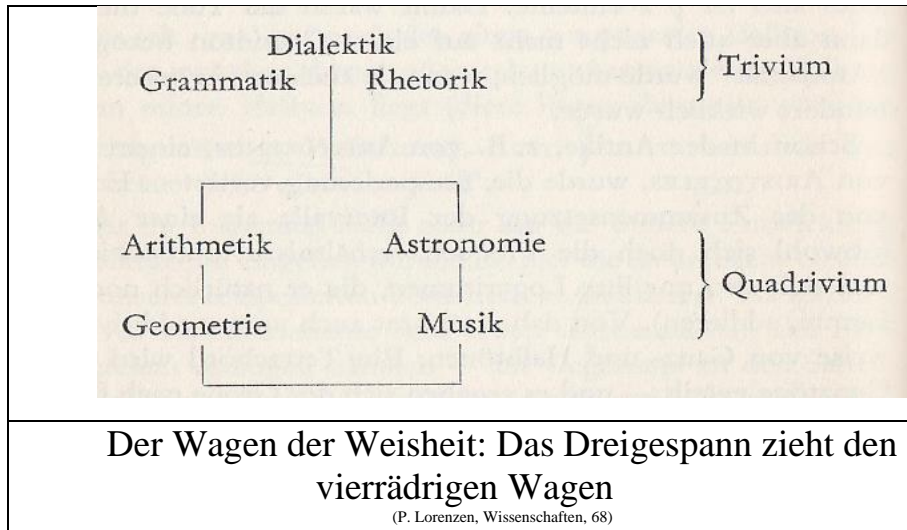 Dialektik
Grammatik Rhetorik
Trivium
Arithmetik Astronomie
Quadrivium
Geometrie Musik
Der Wagen der Weisheit: Das Dreigespann zieht den
vierrädrigen Wagen
(P. Lorenzen, Wissenschaften, 68)